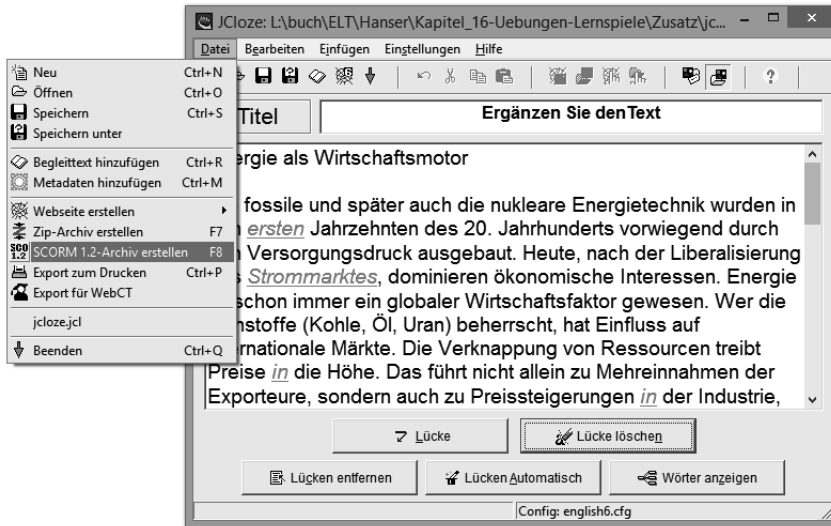 JCloze: L:\buch\ELT\Hanser\Kapitel_16-Uebungen-Lernspiele\Zusatz\jc...
Datei Bearbeiten Einfügen Einstellungen Hilfe
Neu Ctrl+N
Öffnen Ctrl+O
Speichern Ctrl+S
Speichern unter
Begleittext hinzufügen Ctrl+R
Metadaten hinzufügen Ctrl+M
Webseite erstellen
Zip-Archiv erstellen F7
SCO 1.2 SCORM 1.2-Archiv erstellen F8
Export zum Drucken Ctrl+P
Export für WebCT
jcloze.jcl
Beenden Ctrl+Q
Titel
Ergänzen Sie denText
ergie als Wirtschaftsmotor
fossile und später auch die nukleare Energietechnik wurden in
ersten Jahrzehnten des 20. Jahrhunderts vorwiegend durch
Versorgungsdruck ausgebaut. Heute, nach der Liberalisierung
Strommarktes, dominieren ökonomische Interessen. Energie
schon immer ein globaler Wirtschaftsfaktor gewesen. Wer die
nstoffe (Kohle, Öl, Uran) beherrscht, hat Einfluss auf
rnationale Märkte. Die Verknappung von Ressourcen treibt
Preise in die Höhe. Das führt nicht allein zu Mehreinnahmen der
Exporteure, sondern auch zu Preissteigerungen in der Industrie,
Lücke Lücke löschen
Lücken entfernen Lücken Automatisch Wörter anzeigen
Config: english6.cfg